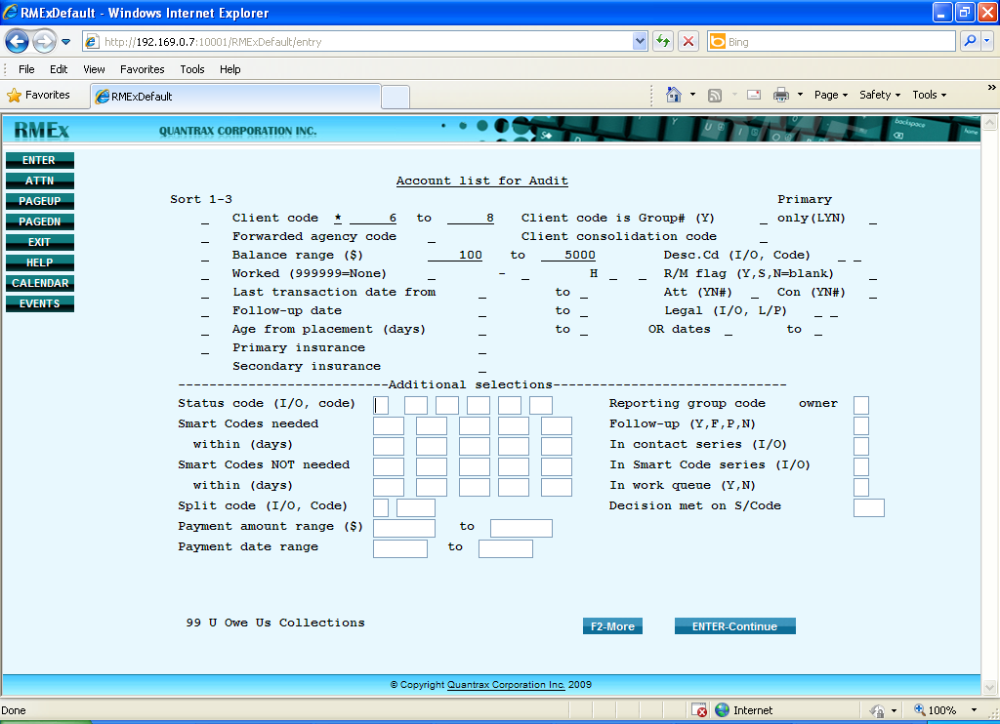 RMExDefault - Windows Internet Explorer
http://192.169.0.7:10001/RMExDefault/entry
Bing
File Edit View Favorites Tools Help
Favorites RMExDefault Page Safety Tools
RMEx QUANTRAX CORPORATION INC.
ENTER
ATTN
PAGEUP
PAGEDN
EXIT
HELP
CALENDAR
EVENTS
Account list for Audit
Sort 1-3 Primary
_ Client code * 6 to 8 Client code is Group# (Y) _ only(LYN) _
_ Forwarded agency code _ Client consolidation code _
_ Balance range ($) 100 to 5000 Desc.Cd (I/O, Code) _ _
_ Worked (999999=None) _ - _ H _ _ R/M flag (Y,S,N=blank) _
_ Last transaction date from _ to _ Att (YN#) _ Con (YN#) _
_ Follow-up date _ to _ Legal (I/O, L/P) _ _
_ Age from placement (days) _ to _ OR dates _ to _
_ Primary insurance _
Secondary insurance _
---------------------------Additional selections------------------------------
Status code (I/O, code) Reporting group code owner
Smart Codes needed Follow-up (Y,F,P,N)
within (days) In contact series (I/O)
Smart Codes NOT needed In Smart Code series (I/O)
within (days) In work queue (Y,N)
Split code (I/O, Code) Decision met on S/Code
Payment amount range ($) to
Payment date range to
99 U Owe Us Collections F2-More ENTER-Continue
© Copyright Quantrax Corporation Inc. 2009
Done Internet 100%